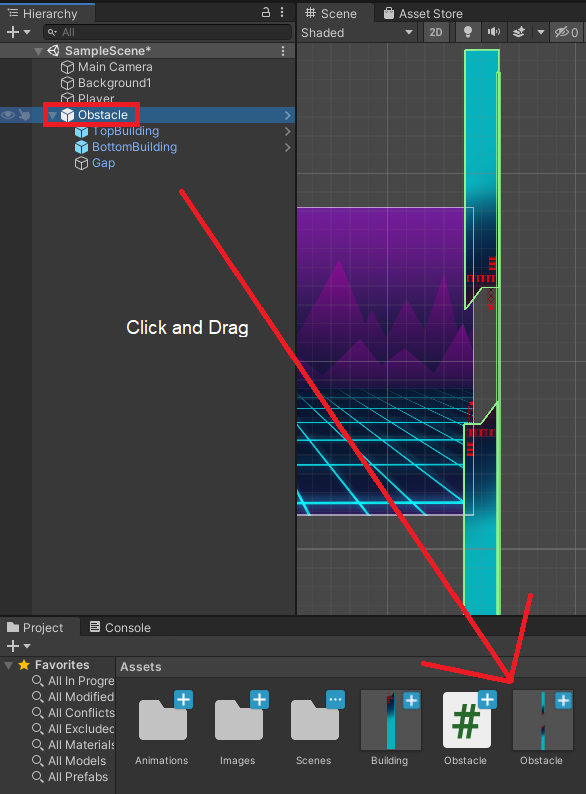 Hierarchy
Scene
Asset Store
All
Shaded
2D
0
SampleScene*
Main Camera
Background1
Player
Obstacle
TopBuilding
BottomBuilding
Gap
Click and Drag
Project
Console
Favorites
All In Progre
All Modified
All Conflicts
All Excluded
All Materials
All Models
All Prefabs
Assets
Animations
Images
Scenes
Building
#
Obstacle
Obstacle